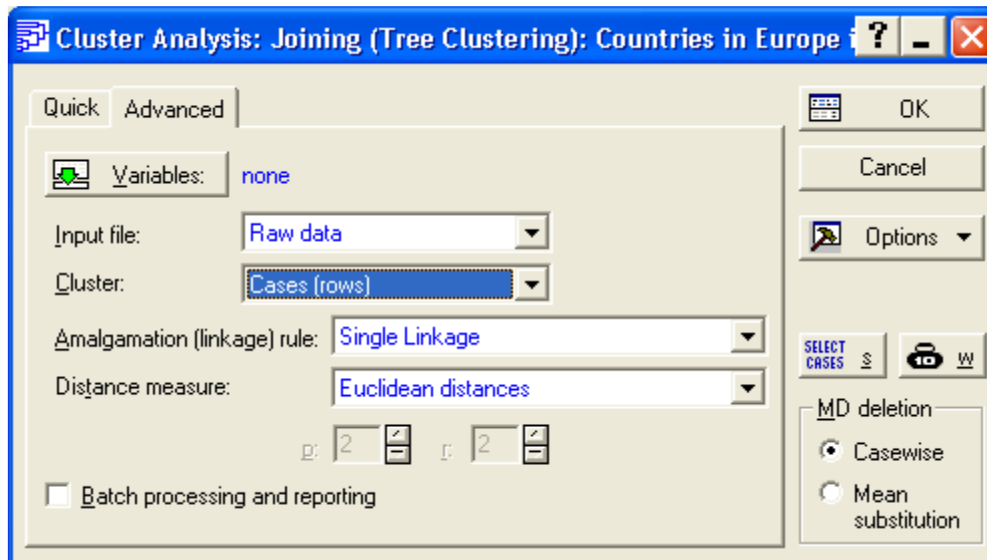 Cluster Analysis: Joining (Tree Clustering): Countries in Europe i
Quick Advanced
Variables: none
Input file: Raw data
Cluster: Cases (rows)
Amalgamation (linkage) rule: Single Linkage
Distance measure: Euclidean distances
p: 2 r: 2
Batch processing and reporting
OK
Cancel
Options
SELECT
CASES S W
MD deletion
Casewise
Mean
substitution